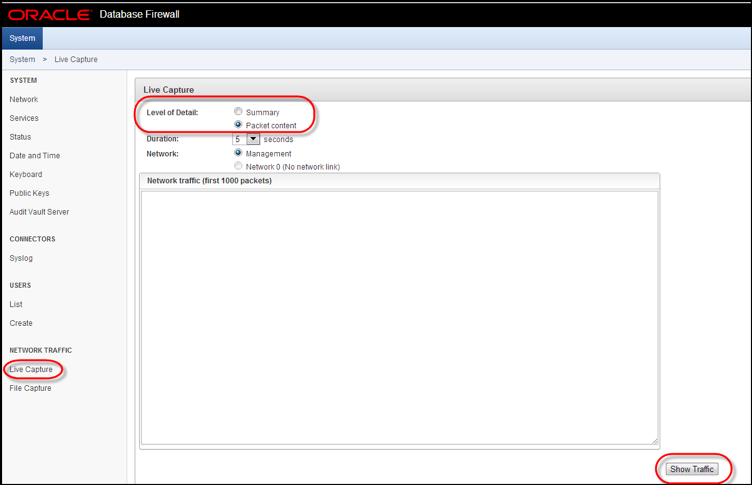 ORACLE Database Firewall
System
System > Live Capture
SYSTEM
Network
Services
Status
Date and Time
Keyboard
Public Keys
Audit Vault Server
CONNECTORS
Syslog
USERS
List
Create
NETWORK TRAFFIC
Live Capture
File Capture
Live Capture
Level of Detail: Summary
Packet content
Duration: 5 seconds
Network: Management
Network 0 (No network link)
Network traffic (first 1000 packets)
Show Traffic